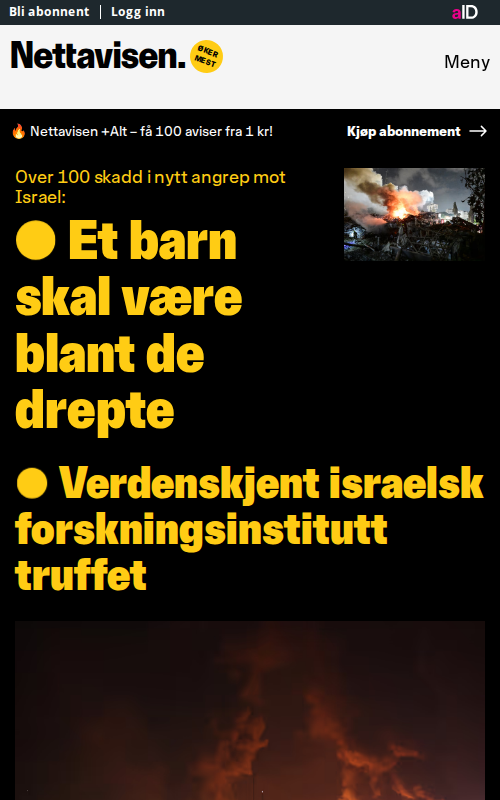 Bli abonnent
Logg inn
aID
Nettavisen.
ØKER
MEST
Meny
🔥 Nettavisen +Alt – få 100 aviser fra 1 kr!
Kjøp abonnement →
Over 100 skadd i nytt angrep mot
Israel:
● Et barn
skal være
blant de
drepte
● Verdenskjent israelsk
forskningsinstitutt
truffet